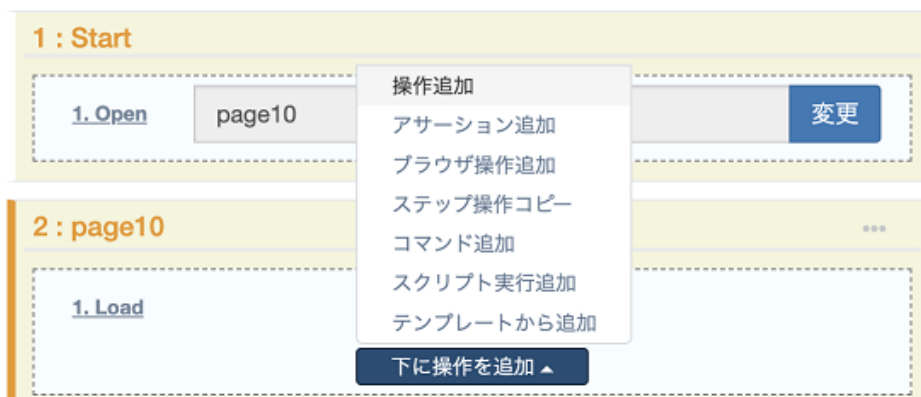 1 : Start
1. Open
page10
変更
操作追加
アサーション追加
ブラウザ操作追加
ステップ操作コピー
コマンド追加
スクリプト実行追加
テンプレートから追加
2 : page10
1. Load
下に操作を追加